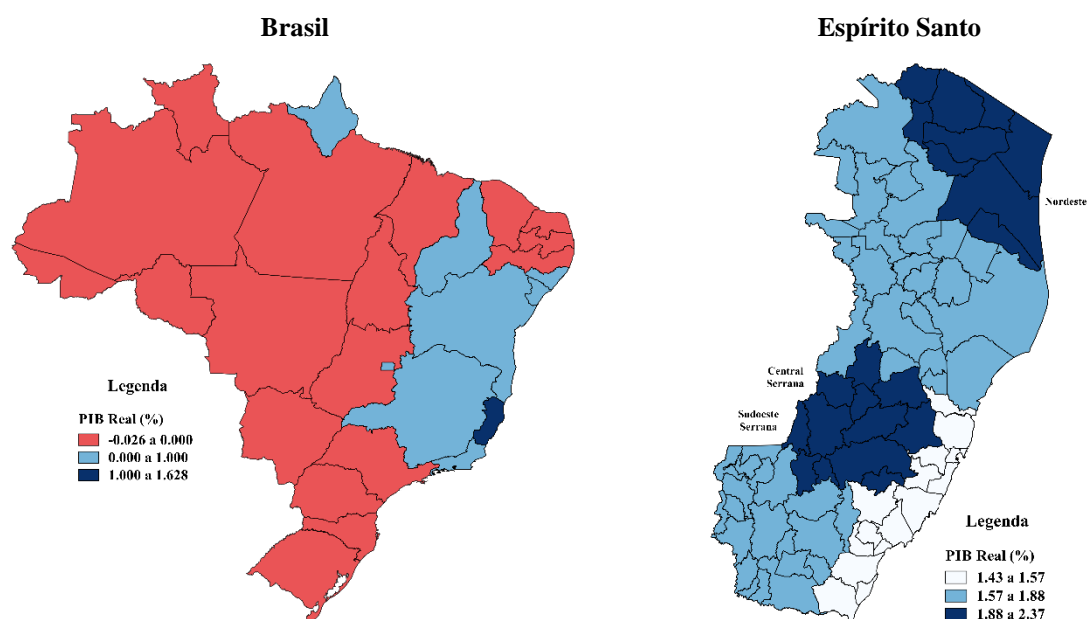 Brasil
Legenda
PIB Real (%)
-0.026 a 0.000
0.000 a 1.000
1.000 a 1.628
Espírito Santo
Nordeste
Central
Serrana
Sudoeste
Serrana
Legenda
PIB Real (%)
1.43 a 1.57
1.57 a 1.88
1.88 a 2.37